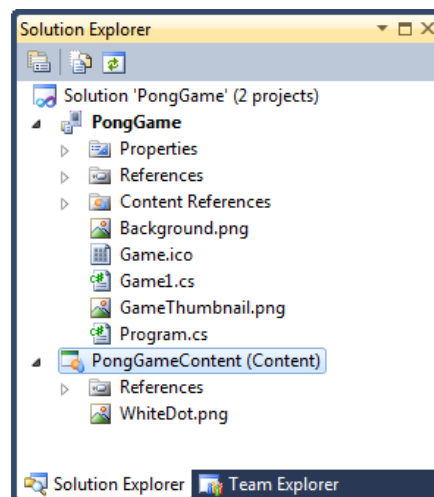 Solution Explorer
Solution 'PongGame' (2 projects)
PongGame
Properties
References
Content References
Background.png
Game.ico
Game1.cs
GameThumbnail.png
Program.cs
PongGameContent (Content)
References
WhiteDot.png
Solution Explorer Team Explorer